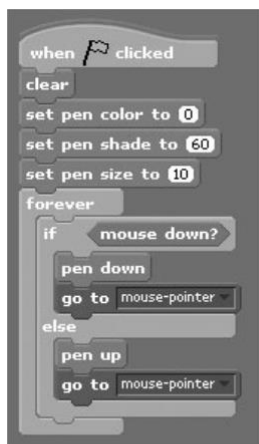 when clicked
clear
set pen color to 0
set pen shade to 60
set pen size to 10
forever
if mouse down?
pen down
go to mouse-pointer
else
pen up
go to mouse-pointer